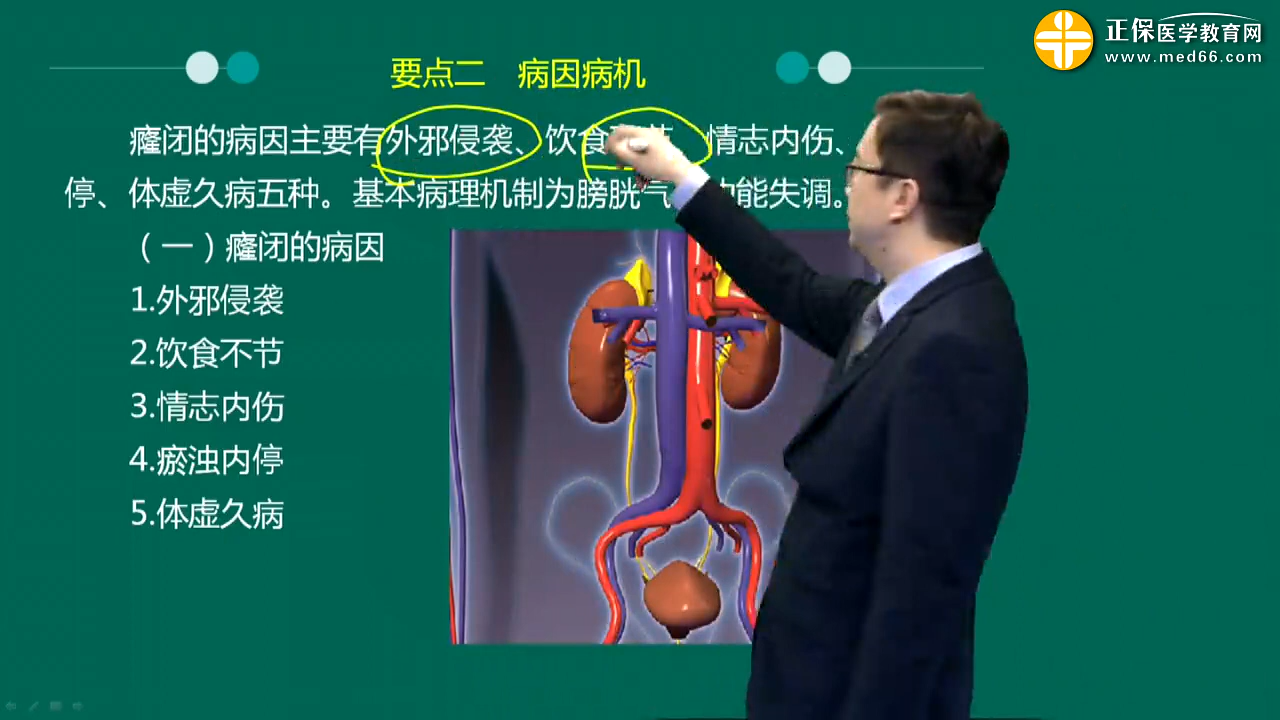 正保医学教育网
www.med66.com
要点二 病因病机
癃闭的病因主要有外邪侵袭、饮食 情志内伤、
停、体虚久病五种。基本病理机制为膀胱气 功能失调。
(一)癃闭的病因
1.外邪侵袭
2.饮食不节
3.情志内伤
4.瘀浊内停
5.体虚久病